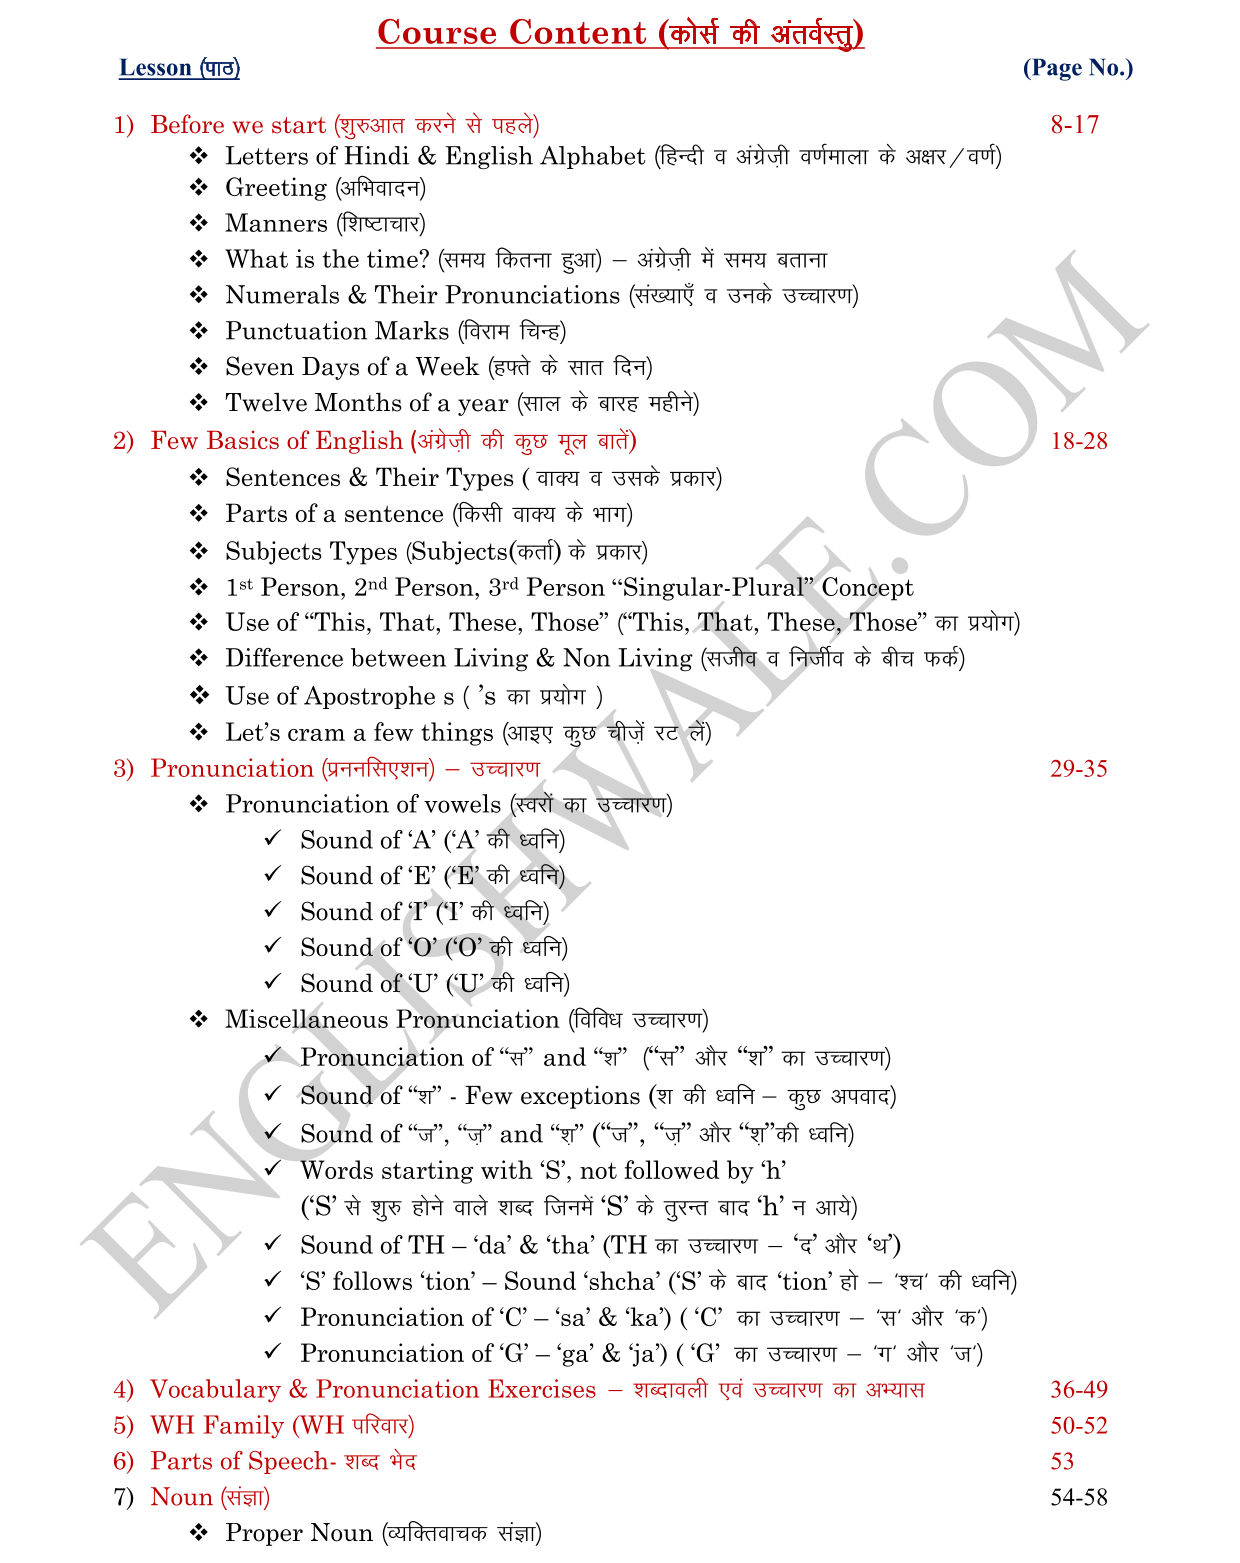 Course Content (कोर्स की अंतर्वस्तु)
Lesson (पाठ) (Page No.)
1) Before we start (शुरुआत करने से पहले) 8-17
❖ Letters of Hindi & English Alphabet (हिन्दी व अंग्रेज़ी वर्णमाला के अक्षर/वर्ण)
❖ Greeting (अभिवादन)
❖ Manners (शिष्टाचार)
❖ What is the time? (समय कितना हुआ) – अंग्रेज़ी में समय बताना
❖ Numerals & Their Pronunciations (संख्याएँ व उनके उच्चारण)
❖ Punctuation Marks (विराम चिन्ह)
❖ Seven Days of a Week (हफ्ते के सात दिन)
❖ Twelve Months of a year (साल के बारह महीने)
2) Few Basics of English (अंग्रेज़ी की कुछ मूल बातें) 18-28
❖ Sentences & Their Types ( वाक्य व उसके प्रकार)
❖ Parts of a sentence (किसी वाक्य के भाग)
❖ Subjects Types (Subjects(कर्ता) के प्रकार)
❖ 1st Person, 2nd Person, 3rd Person “Singular-Plural” Concept
❖ Use of “This, That, These, Those” (“This, That, These, Those” का प्रयोग)
❖ Difference between Living & Non Living (सजीव व निर्जीव के बीच फर्क)
❖ Use of Apostrophe s ( ’s का प्रयोग )
❖ Let’s cram a few things (आइए कुछ चीज़ें रट लें)
3) Pronunciation (प्रननसिएशन) – उच्चारण 29-35
❖ Pronunciation of vowels (स्वरों का उच्चारण)
✓ Sound of ‘A’ (‘A’ की ध्वनि)
✓ Sound of ‘E’ (‘E’ की ध्वनि)
✓ Sound of ‘I’ (‘I’ की ध्वनि)
✓ Sound of ‘O’ (‘O’ की ध्वनि)
✓ Sound of ‘U’ (‘U’ की ध्वनि)
❖ Miscellaneous Pronunciation (विविध उच्चारण)
✓ Pronunciation of “स” and “श” (“स” और “श” का उच्चारण)
✓ Sound of “श” - Few exceptions (श की ध्वनि – कुछ अपवाद)
✓ Sound of “ज”, “ज़” and “श़” (“ज”, “ज़” और “श़”की ध्वनि)
✓ Words starting with ‘S’, not followed by ‘h’
(‘S’ से शुरु होने वाले शब्द जिनमें ‘S’ के तुरन्त बाद ‘h’ न आये)
✓ Sound of TH – ‘da’ & ‘tha’ (TH का उच्चारण – ‘द’ और ‘थ’)
✓ ‘S’ follows ‘tion’ – Sound ‘shcha’ (‘S’ के बाद ‘tion’ हो – ‘श्च‘ की ध्वनि)
✓ Pronunciation of ‘C’ – ‘sa’ & ‘ka’) ( ‘C’ का उच्चारण – ‘स‘ और ‘क‘)
✓ Pronunciation of ‘G’ – ‘ga’ & ‘ja’) ( ‘G’ का उच्चारण – ‘ग‘ और ‘ज‘)
4) Vocabulary & Pronunciation Exercises – शब्दावली एवं उच्चारण का अभ्यास 36-49
5) WH Family (WH परिवार) 50-52
6) Parts of Speech- शब्द भेद 53
7) Noun (संज्ञा) 54-58
❖ Proper Noun (व्यक्तिवाचक संज्ञा)
ENGLISHWALE.COM